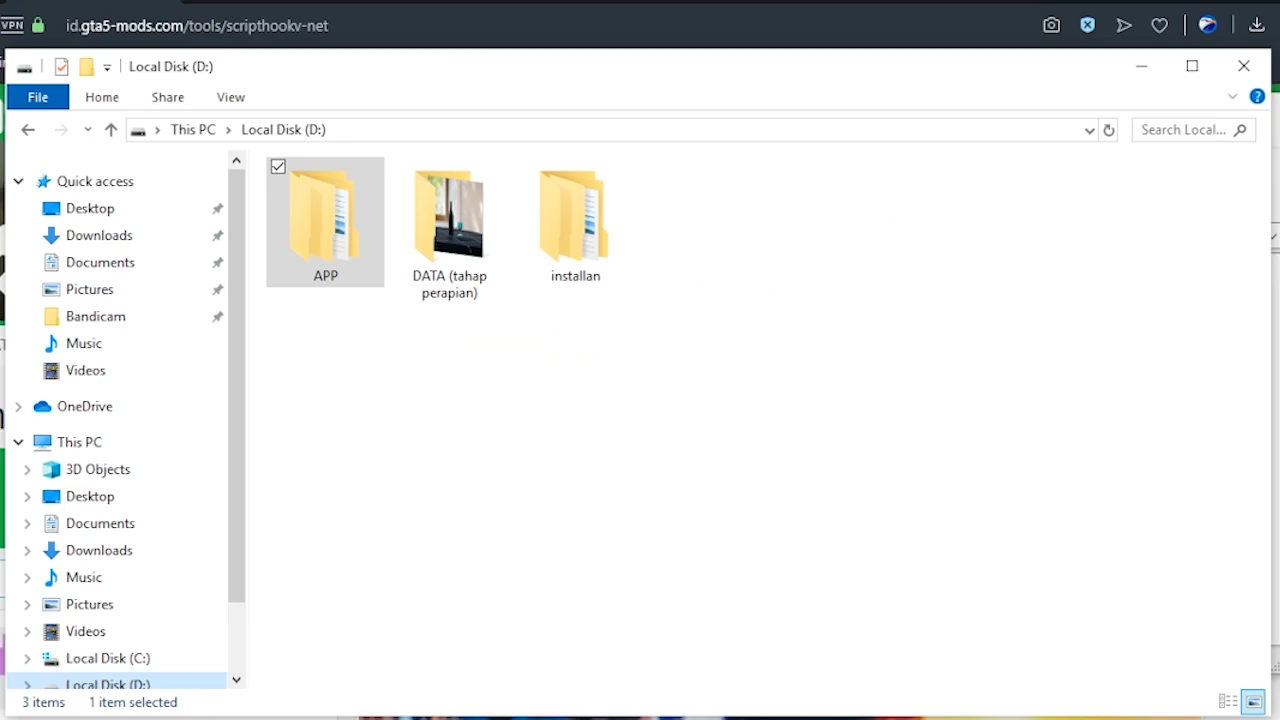 VPN
id.gta5-mods.com/tools/scripthookv-net
Local Disk (D:)
File
Home
Share
View
This PC
Local Disk (D:)
Search Local...
Quick access
Desktop
Downloads
Documents
Pictures
Bandicam
Music
Videos
OneDrive
This PC
3D Objects
Desktop
Documents
Downloads
Music
Pictures
Videos
Local Disk (C:)
Local Disk (D:)
APP
DATA (tahap
perapian)
installan
3 items
1 item selected